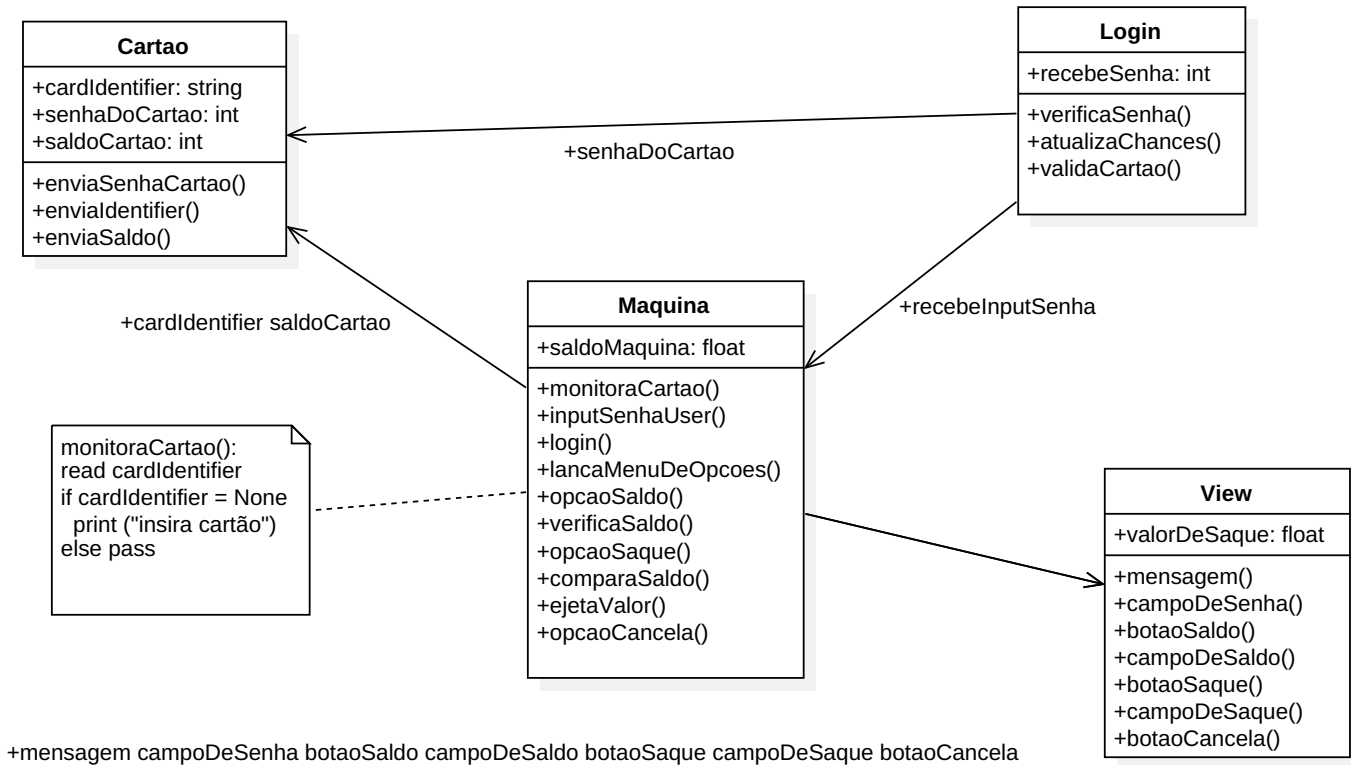 Cartao
+cardIdentifier: string
+senhaDoCartao: int
+saldoCartao: int
+enviaSenhaCartao()
+enviaIdentifier()
+enviaSaldo()
Login
+recebeSenha: int
+verificaSenha()
+atualizaChances()
+validaCartao()
+senhaDoCartao
+cardIdentifier saldoCartao
+recebeInputSenha
Maquina
+saldoMaquina: float
+monitoraCartao()
+inputSenhaUser()
+login()
+lancaMenuDeOpcoes()
+opcaoSaldo()
+verificaSaldo()
+opcaoSaque()
+comparaSaldo()
+ejetaValor()
+opcaoCancela()
monitoraCartao():
read cardIdentifier
if cardIdentifier = None
print ("insira cartão")
else pass
View
+valorDeSaque: float
+mensagem()
+campoDeSenha()
+botaoSaldo()
+campoDeSaldo()
+botaoSaque()
+campoDeSaque()
+botaoCancela()
+mensagem campoDeSenha botaoSaldo campoDeSaldo botaoSaque campoDeSaque botaoCancela